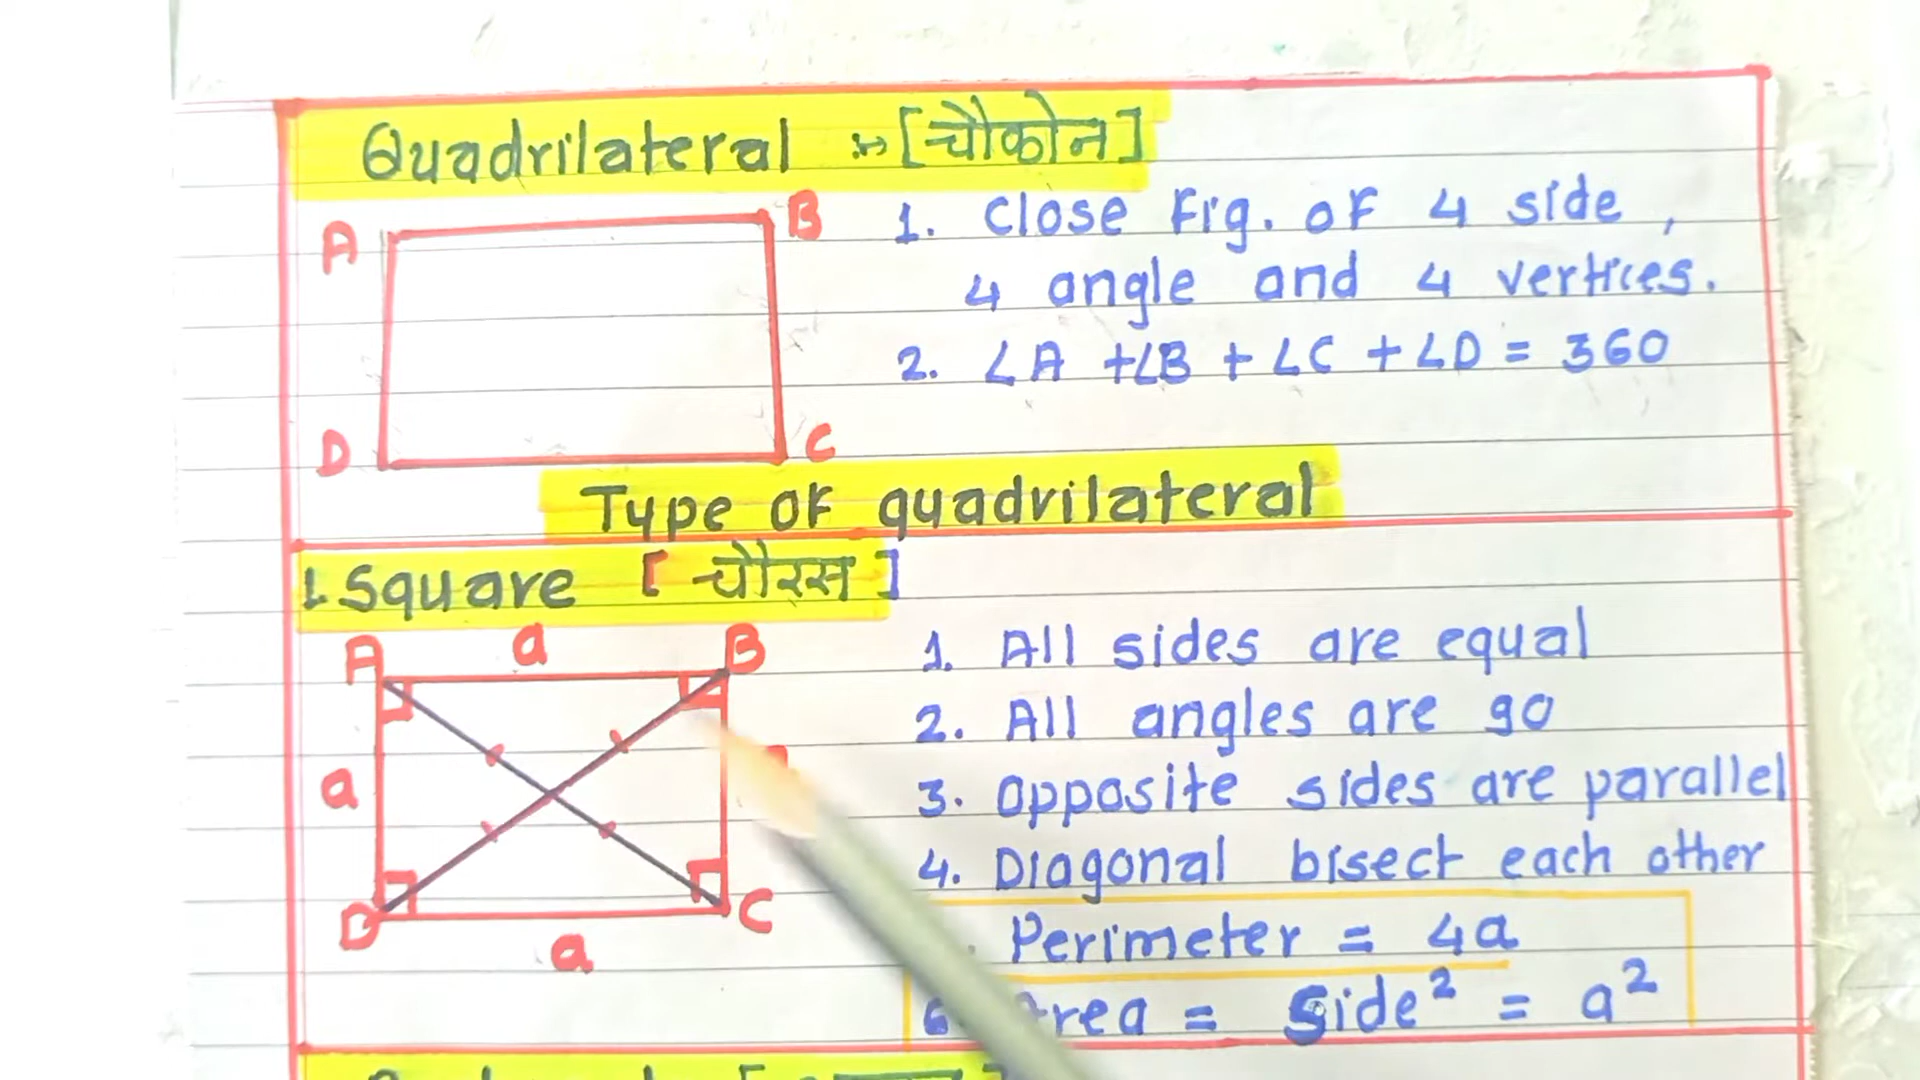 Quadrilateral :→ [चौकोन]
A
B
D
C
1. Close Fig. of 4 side,
4 angle and 4 vertices.
2. ∠A +∠B + ∠C + ∠D = 360
Type of quadrilateral
1. Square [ चौरस ]
A a B
a
D a C
1. All sides are equal
2. All angles are 90
3. Opposite sides are parallel
4. Diagonal bisect each other
Perimeter = 4a
6. Area = Side² = a²